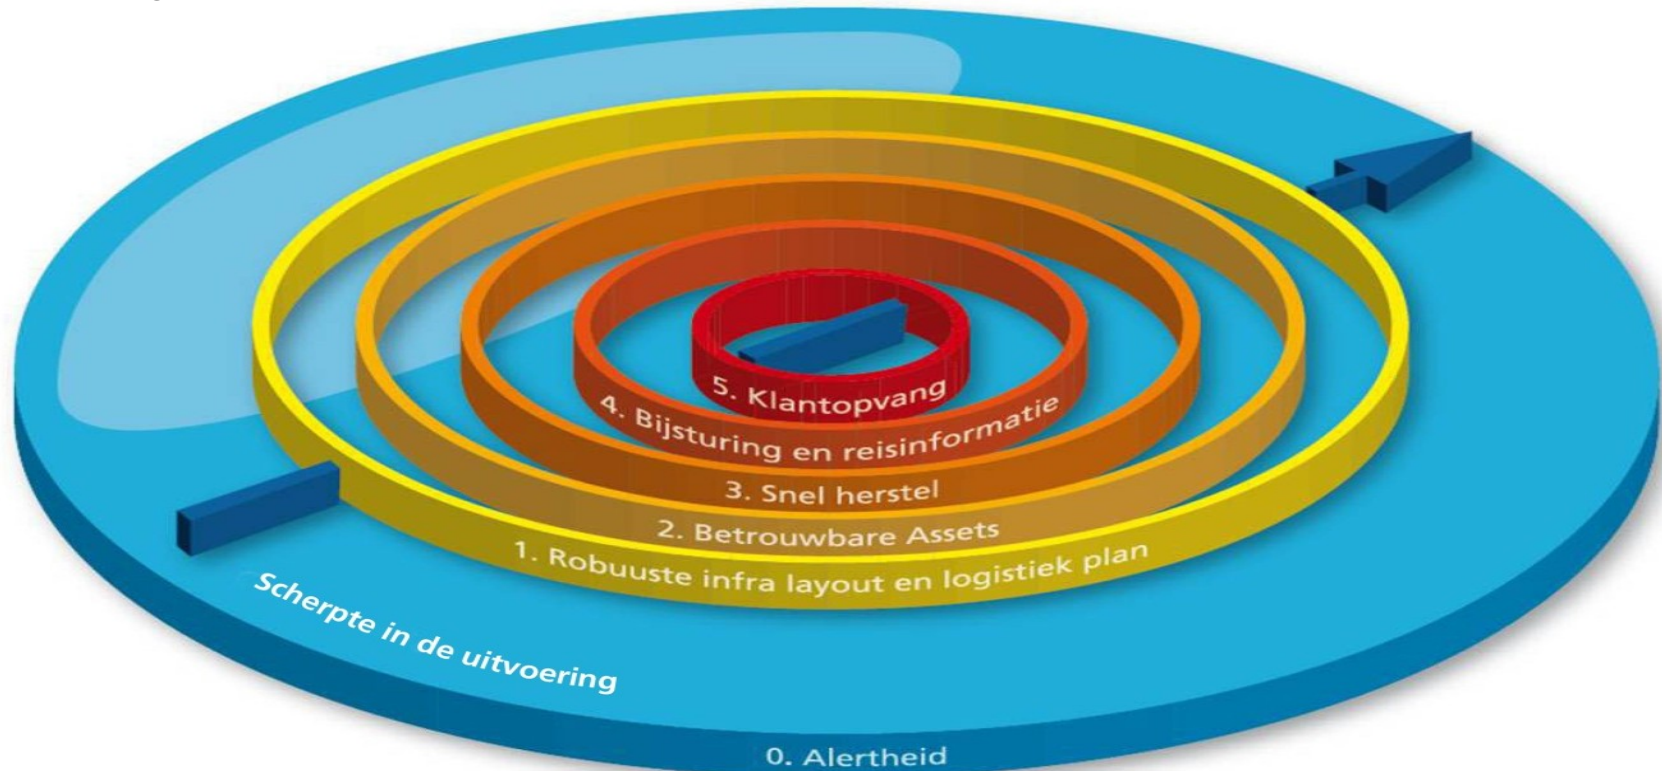 5. Klantopvang
4. Bijsturing en reisinformatie
3. Snel herstel
2. Betrouwbare Assets
1. Robuuste infra layout en logistiek plan
Scherpte in de uitvoering
0. Alertheid